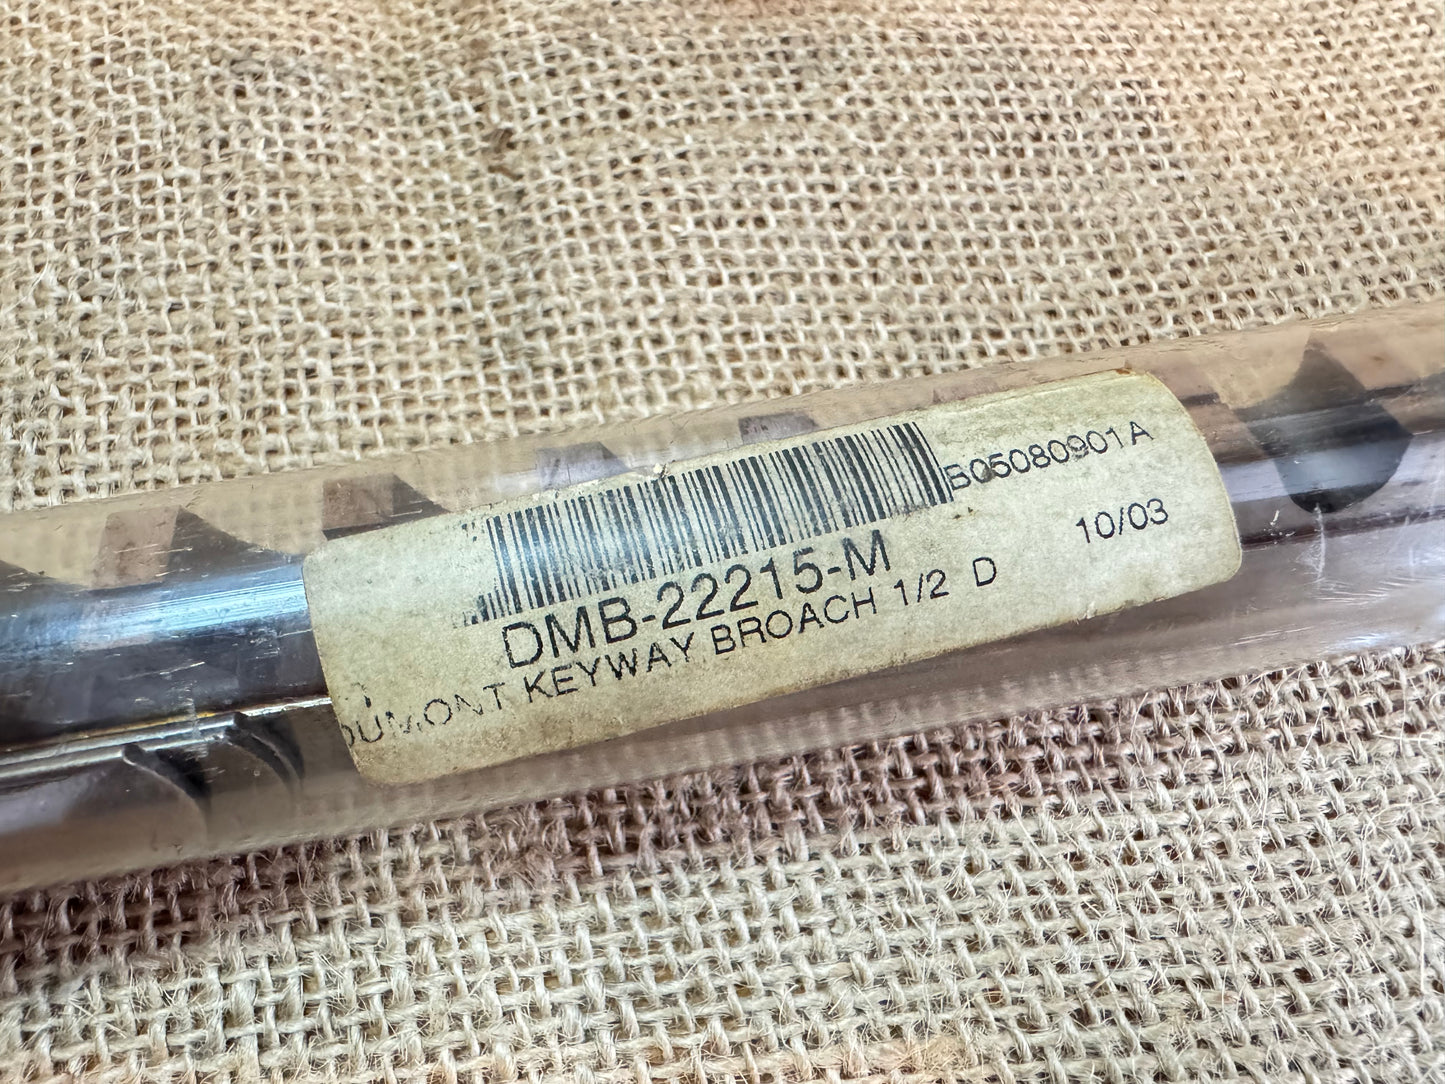 B05080901A
10/03
DMB-22215-M
DUMONT KEYWAY BROACH 1/2 D